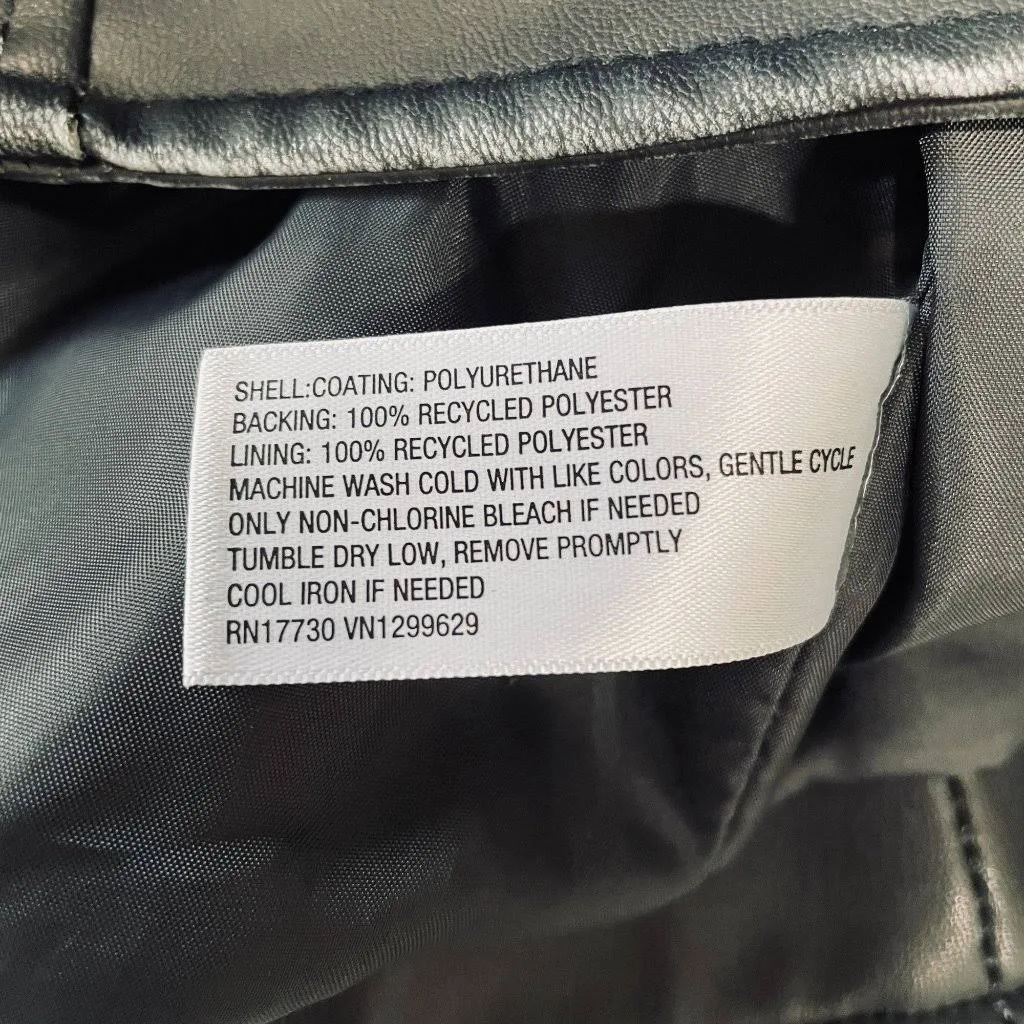 SHELL:COATING: POLYURETHANE
BACKING: 100% RECYCLED POLYESTER
LINING: 100% RECYCLED POLYESTER
MACHINE WASH COLD WITH LIKE COLORS, GENTLE CYCLE
ONLY NON-CHLORINE BLEACH IF NEEDED
TUMBLE DRY LOW, REMOVE PROMPTLY
COOL IRON IF NEEDED
RN17730 VN1299629